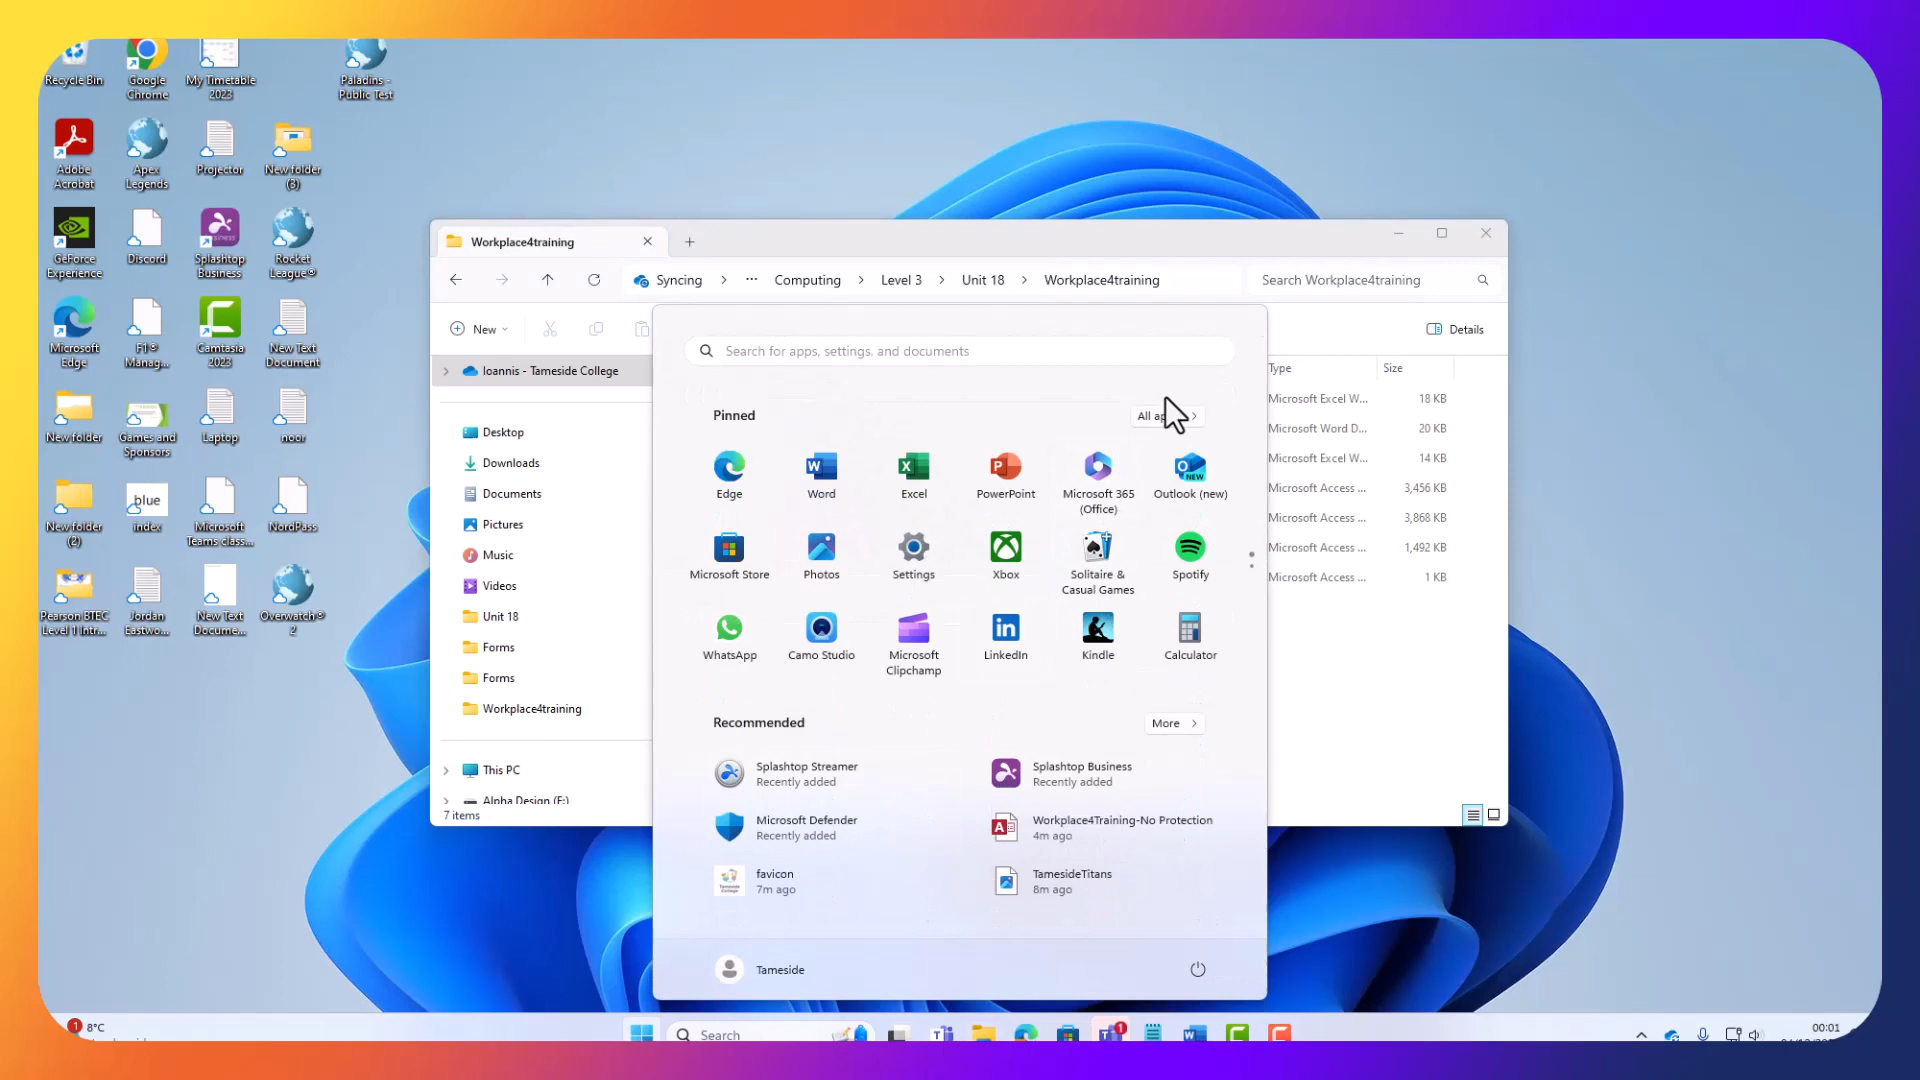 Recycle Bin
Google
Chrome
My Timetable
2023
Paladins -
Public Test
Adobe
Acrobat
Apex
Legends
Projector
New folder
(3)
GeForce
Experience
Discord
Splashtop
Business
Rocket
League®
Microsoft
Edge
F1®
Manag...
Camtasia
2023
New Text
Document
New folder
Games and
Sponsors
Laptop
noor
New folder
(2)
blue
index
Microsoft
Teams class...
NordPass
Pearson BTEC
Level 1 Intr...
Jordan
Eastwo...
New Text
Docume...
Overwatch®
2
Workplace4training
Syncing
Computing
Level 3
Unit 18
Workplace4training
Search Workplace4training
New
Details
Ioannis - Tameside College
Desktop
Downloads
Documents
Pictures
Music
Videos
Unit 18
Forms
Forms
Workplace4training
This PC
Alpha Design (F:)
7 items
Type
Size
Microsoft Excel W...
18 KB
Microsoft Word D...
20 KB
Microsoft Excel W...
14 KB
Microsoft Access ...
3,456 KB
Microsoft Access ...
3,868 KB
Microsoft Access ...
1,492 KB
Microsoft Access ...
1 KB
Search for apps, settings, and documents
Pinned
All
Edge
Word
Excel
PowerPoint
Microsoft 365
(Office)
NEW
Outlook (new)
Microsoft Store
Photos
Settings
Xbox
Solitaire &
Casual Games
Spotify
WhatsApp
Camo Studio
Microsoft
Clipchamp
LinkedIn
Kindle
Calculator
Recommended
More
Splashtop Streamer
Recently added
Splashtop Business
Recently added
Microsoft Defender
Recently added
Workplace4Training-No Protection
4m ago
favicon
7m ago
TamesideTitans
8m ago
Tameside
1
8°C
Search
1
00:01